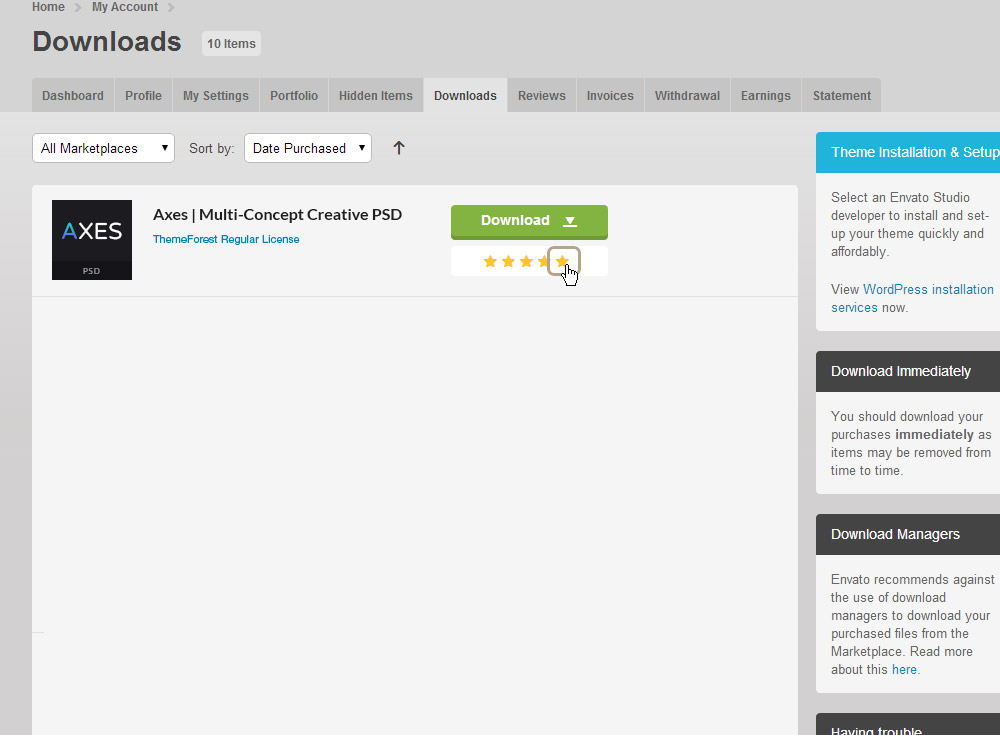 Home My Account
Downloads 10 Items
Dashboard Profile My Settings Portfolio Hidden Items Downloads Reviews Invoices Withdrawal Earnings Statement
All Marketplaces Sort by: Date Purchased
AXES
PSD
Axes | Multi-Concept Creative PSD
ThemeForest Regular License
Download
Theme Installation & Setup
Select an Envato Studio
developer to install and set-
up your theme quickly and
affordably.
View WordPress installation
services now.
Download Immediately
You should download your
purchases immediately as
items may be removed from
time to time.
Download Managers
Envato recommends against
the use of download
managers to download your
purchased files from the
Marketplace. Read more
about this here.
Having trouble